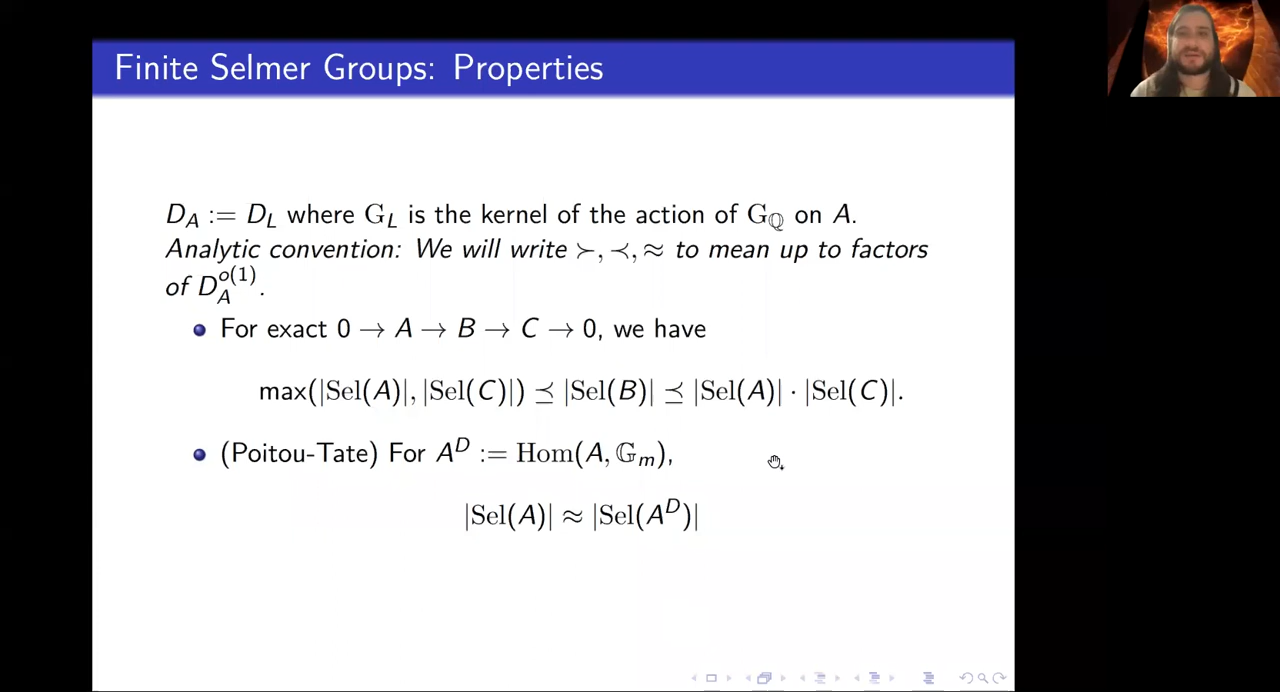 Finite Selmer Groups: Properties
D_A := D_L where G_L is the kernel of the action of G_ℚ on A.
Analytic convention: We will write ≻, ≺, ≈ to mean up to factors
of D_A^{o(1)}.
For exact 0 → A → B → C → 0, we have
max(|Sel(A)|, |Sel(C)|) ⪯ |Sel(B)| ⪯ |Sel(A)| · |Sel(C)|.
(Poitou-Tate) For A^D := Hom(A, 𝔾_m),
|Sel(A)| ≈ |Sel(A^D)|